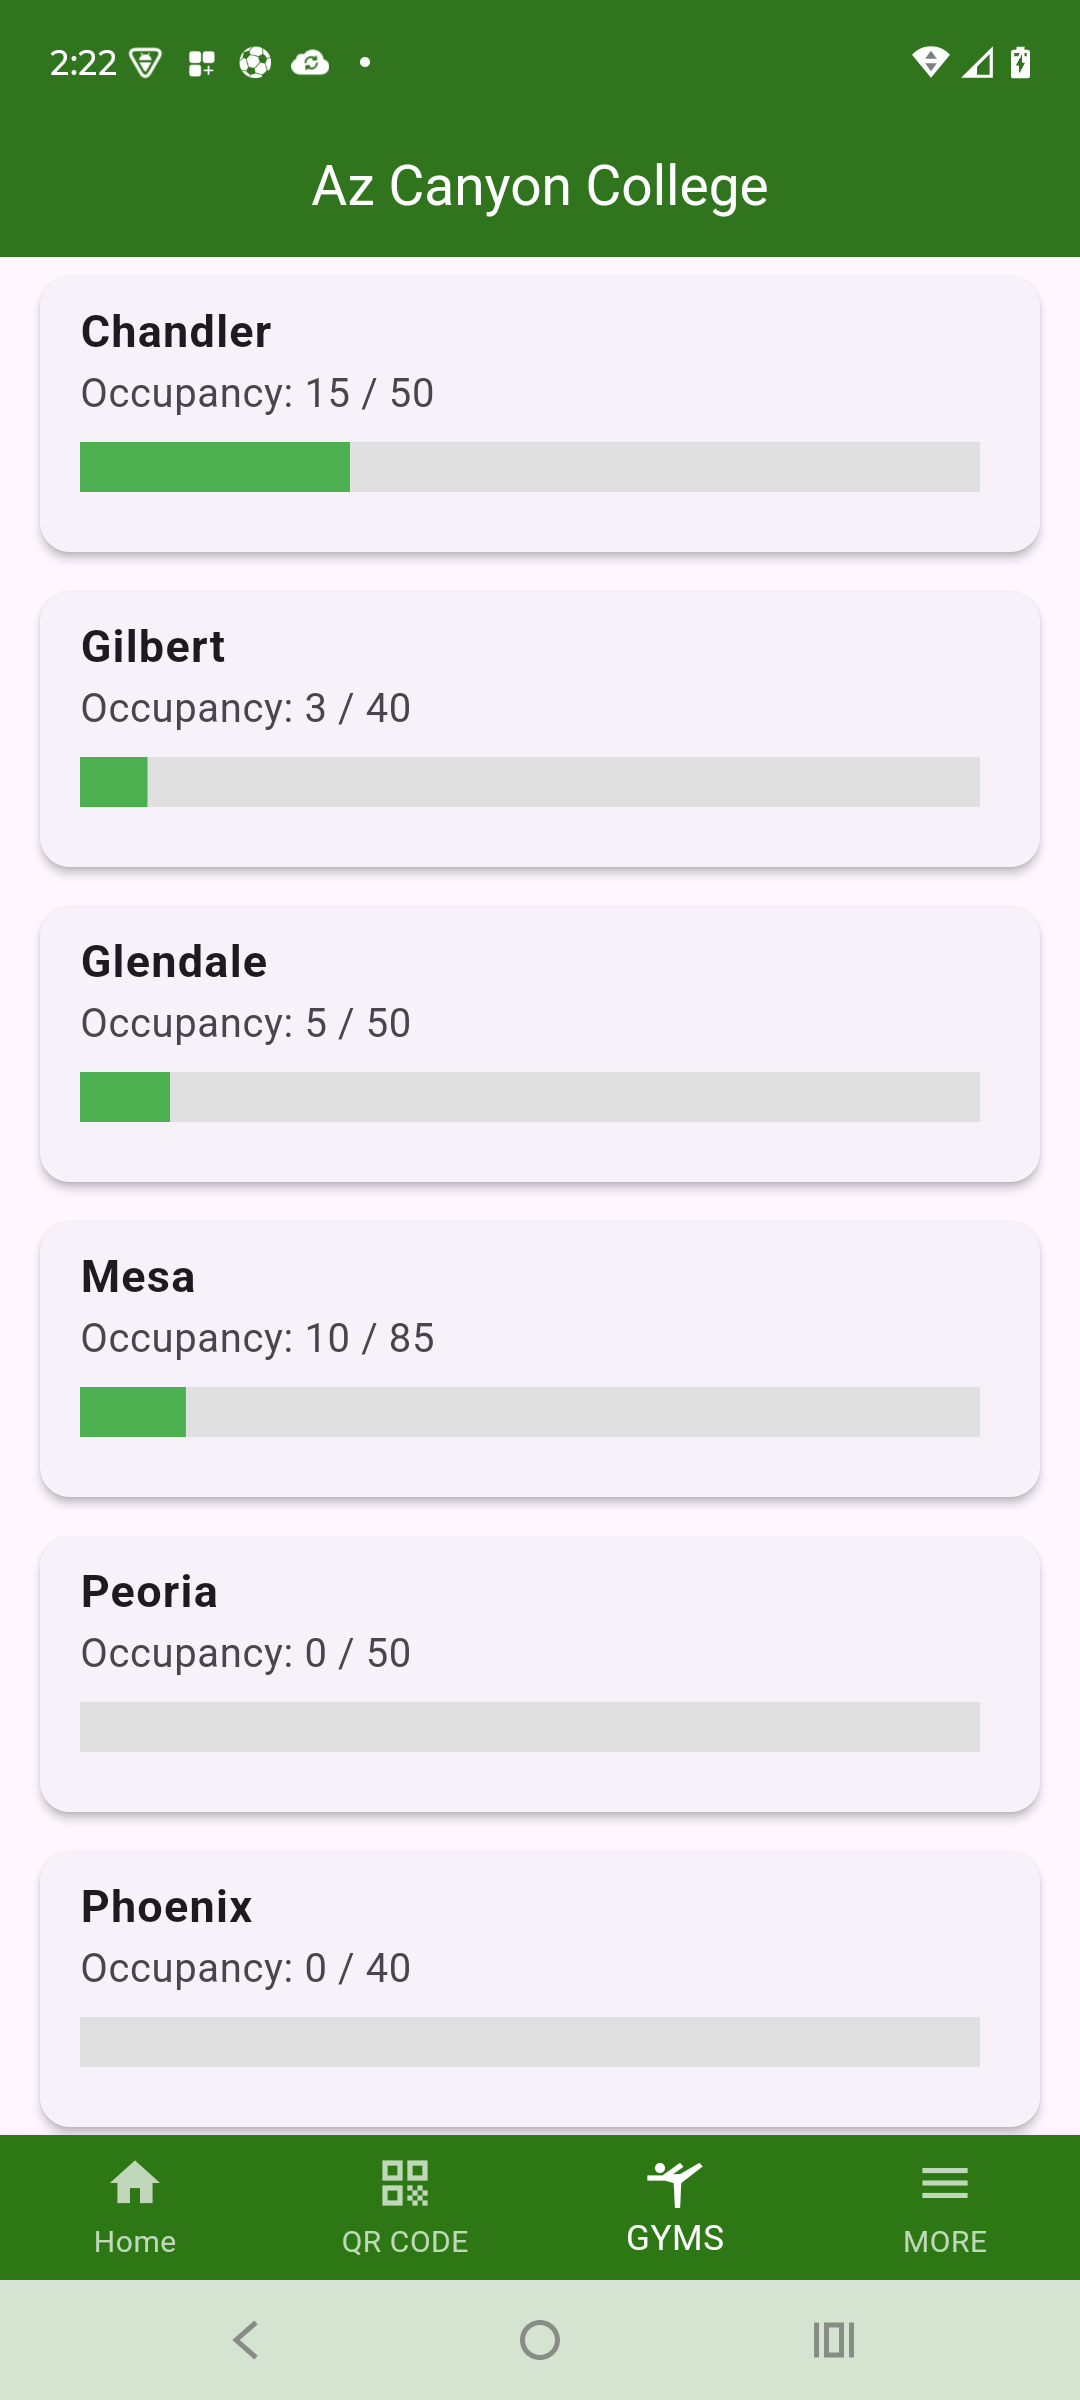 2:22
Az Canyon College
Chandler
Occupancy: 15 / 50
Gilbert
Occupancy: 3 / 40
Glendale
Occupancy: 5 / 50
Mesa
Occupancy: 10 / 85
Peoria
Occupancy: 0 / 50
Phoenix
Occupancy: 0 / 40
Home QR CODE GYMS MORE